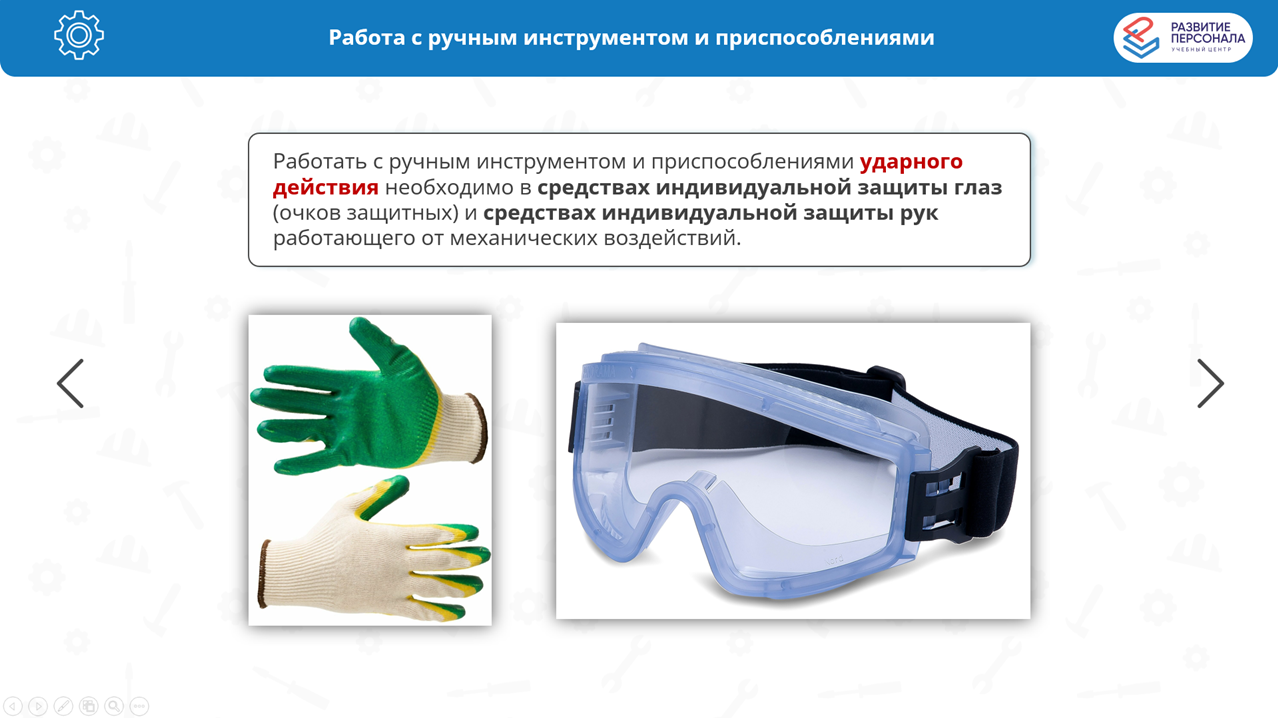 Работа с ручным инструментом и приспособлениями
РАЗВИТИЕ
ПЕРСОНАЛА
УЧЕБНЫЙ ЦЕНТР
Работать с ручным инструментом и приспособлениями ударного
действия необходимо в средствах индивидуальной защиты глаз
(очков защитных) и средствах индивидуальной защиты рук
работающего от механических воздействий.